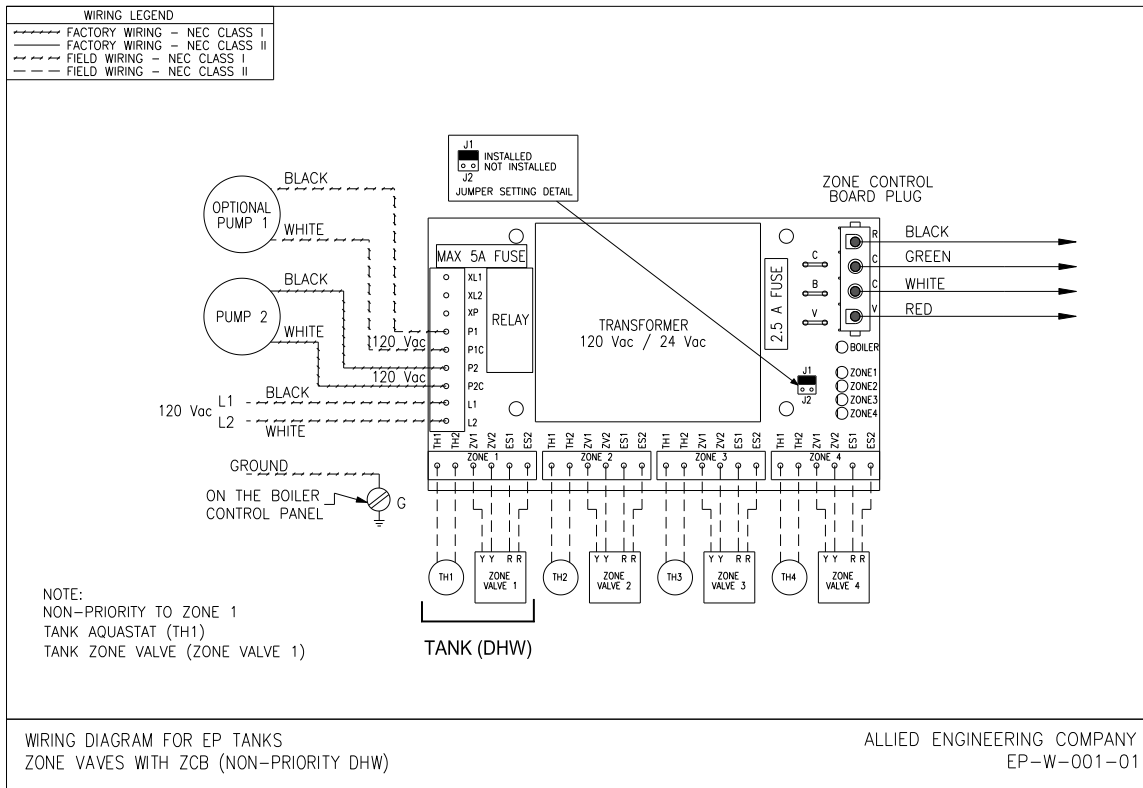 WIRING LEGEND
FACTORY WIRING - NEC CLASS I
FACTORY WIRING - NEC CLASS II
FIELD WIRING - NEC CLASS I
FIELD WIRING - NEC CLASS II
J1
INSTALLED
NOT INSTALLED
J2
JUMPER SETTING DETAIL
OPTIONAL
PUMP 1
BLACK
WHITE
PUMP 2
BLACK
WHITE
120 Vac
120 Vac
120 Vac
L1
BLACK
L2
WHITE
GROUND
ON THE BOILER
CONTROL PANEL
G
MAX 5A FUSE
XL1
XL2
XP
P1
P1C
P2
P2C
L1
L2
RELAY
TRANSFORMER
120 Vac / 24 Vac
2.5 A FUSE
C
B
V
ZONE CONTROL
BOARD PLUG
R
BLACK
C
GREEN
C
WHITE
V
RED
BOILER
ZONE1
ZONE2
ZONE3
ZONE4
J1
J2
TH1 TH2 ZV1 ZV2 ES1 ES2
ZONE 1
TH1 TH2 ZV1 ZV2 ES1 ES2
ZONE 2
TH1 TH2 ZV1 ZV2 ES1 ES2
ZONE 3
TH1 TH2 ZV1 ZV2 ES1 ES2
ZONE 4
TH1
Y Y R R
ZONE
VALVE 1
TH2
Y Y R R
ZONE
VALVE 2
TH3
Y Y R R
ZONE
VALVE 3
TH4
Y Y R R
ZONE
VALVE 4
TANK (DHW)
NOTE:
NON-PRIORITY TO ZONE 1
TANK AQUASTAT (TH1)
TANK ZONE VALVE (ZONE VALVE 1)
WIRING DIAGRAM FOR EP TANKS
ZONE VAVES WITH ZCB (NON-PRIORITY DHW)
ALLIED ENGINEERING COMPANY
EP-W-001-01